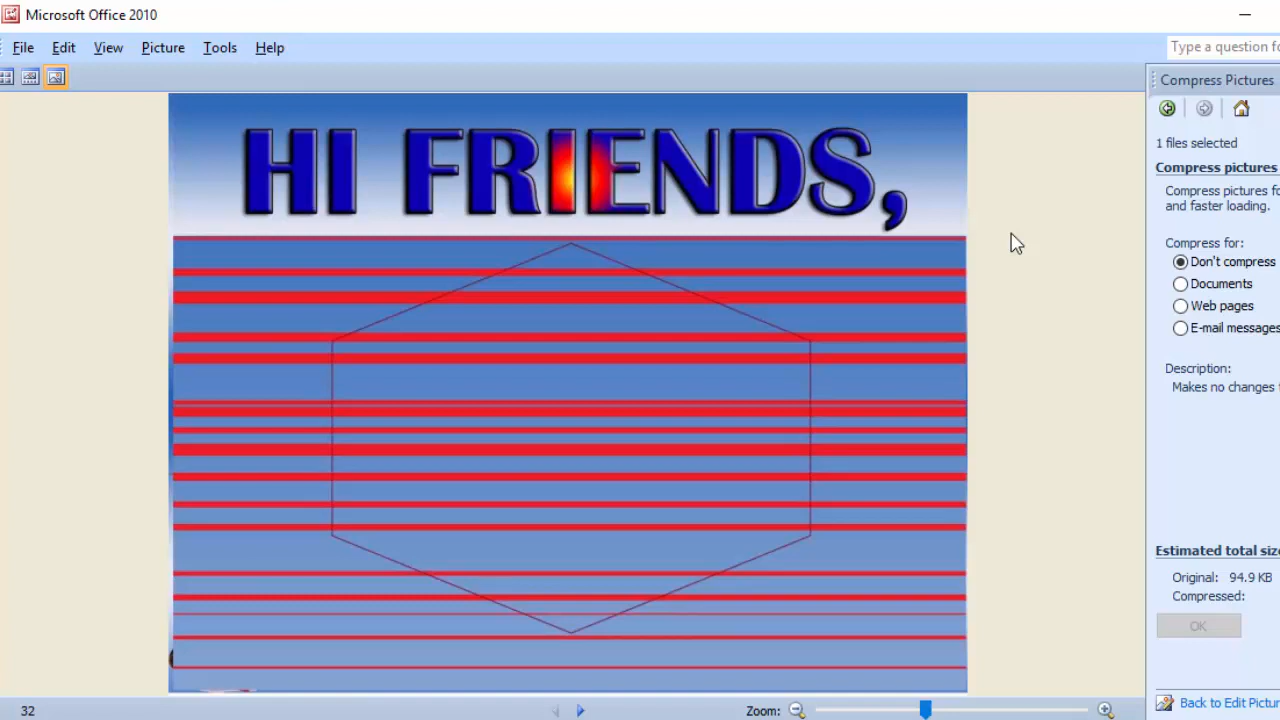 Microsoft Office 2010
File Edit View Picture Tools Help
Type a question fo
Compress Pictures
HI FRIENDS,
1 files selected
Compress pictures
Compress pictures fo
and faster loading.
Compress for:
Don't compress
Documents
Web pages
E-mail messages
Description:
Makes no changes t
Estimated total size
Original: 94.9 KB
Compressed:
OK
Back to Edit Pictur
32
Zoom: